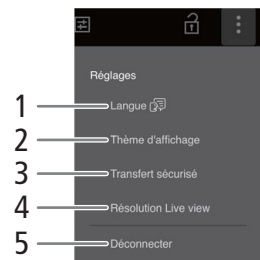 Réglages
1 Langue
2 Thème d'affichage
3 Transfert sécurisé
4 Résolution Live view
5 Déconnecter